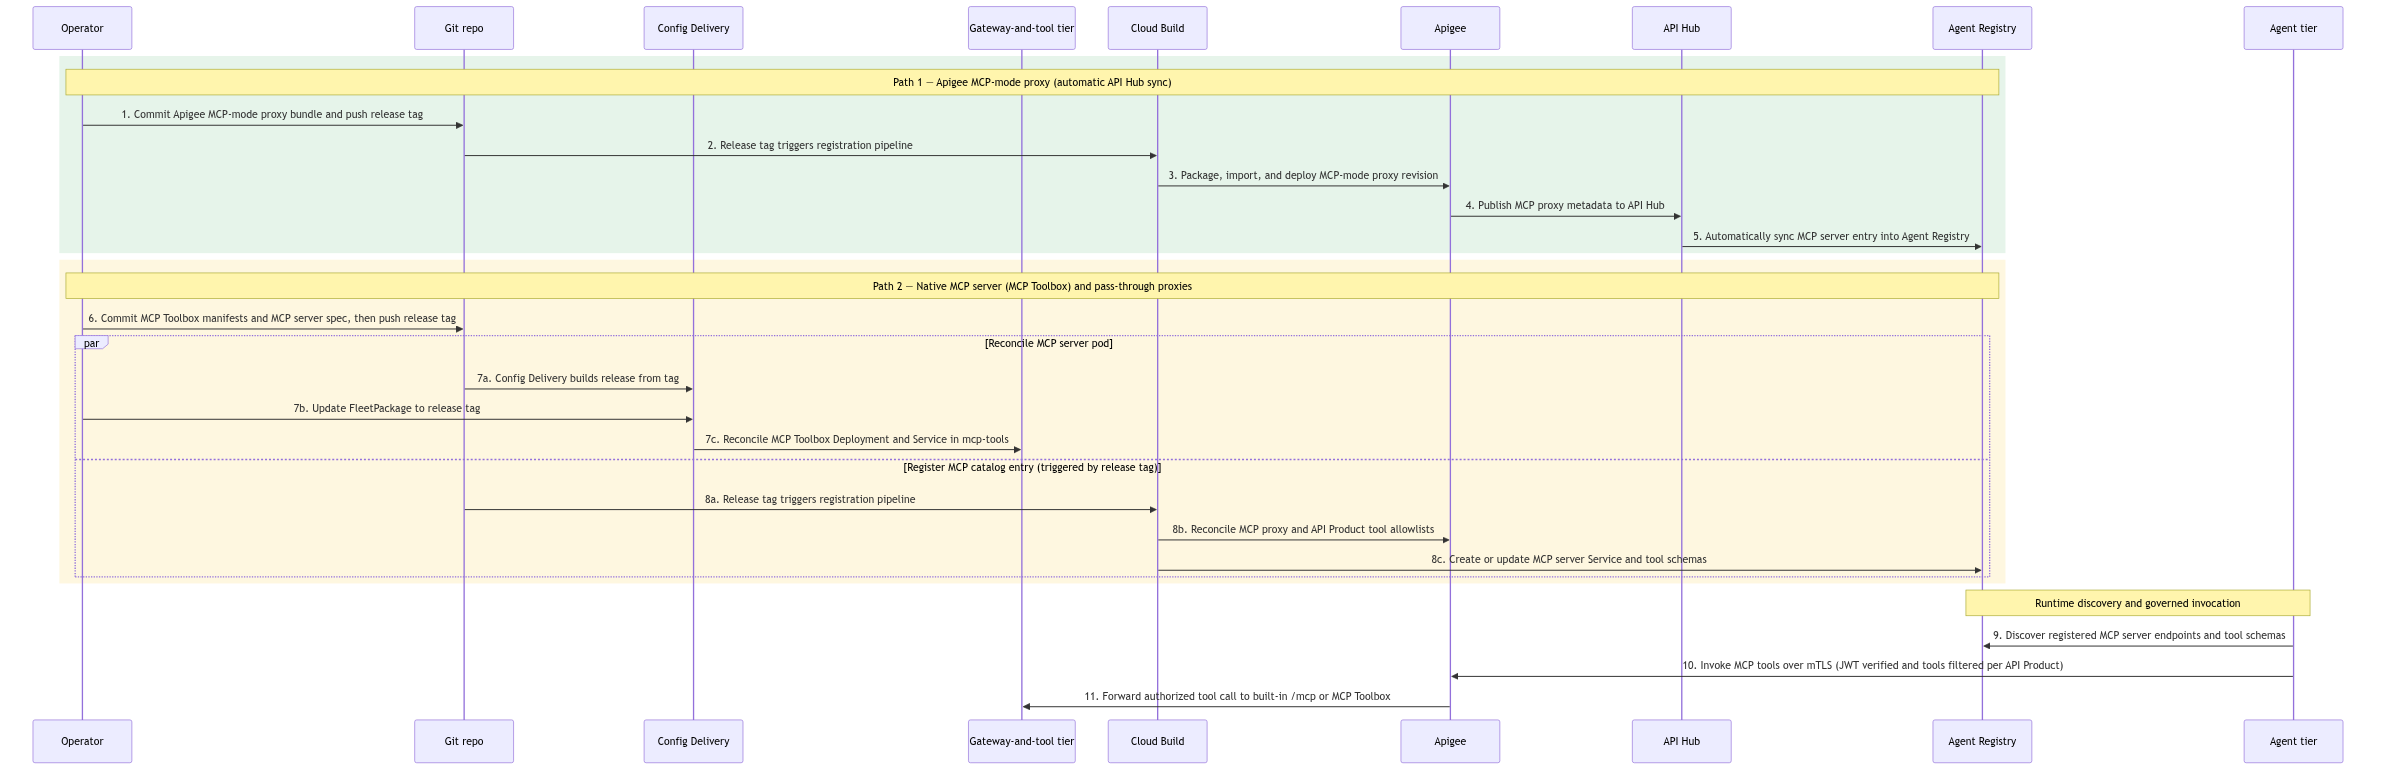 Operator
Git repo
Config Delivery
Gateway-and-tool tier
Cloud Build
Apigee
API Hub
Agent Registry
Agent tier
Path 1 — Apigee MCP-mode proxy (automatic API Hub sync)
1. Commit Apigee MCP-mode proxy bundle and push release tag
2. Release tag triggers registration pipeline
3. Package, import, and deploy MCP-mode proxy revision
4. Publish MCP proxy metadata to API Hub
5. Automatically sync MCP server entry into Agent Registry
Path 2 — Native MCP server (MCP Toolbox) and pass-through proxies
6. Commit MCP Toolbox manifests and MCP server spec, then push release tag
par
[Reconcile MCP server pod]
7a. Config Delivery builds release from tag
7b. Update FleetPackage to release tag
7c. Reconcile MCP Toolbox Deployment and Service in mcp-tools
[Register MCP catalog entry (triggered by release tag)]
8a. Release tag triggers registration pipeline
8b. Reconcile MCP proxy and API Product tool allowlists
8c. Create or update MCP server Service and tool schemas
Runtime discovery and governed invocation
9. Discover registered MCP server endpoints and tool schemas
10. Invoke MCP tools over mTLS (JWT verified and tools filtered per API Product)
11. Forward authorized tool call to built-in /mcp or MCP Toolbox
Operator
Git repo
Config Delivery
Gateway-and-tool tier
Cloud Build
Apigee
API Hub
Agent Registry
Agent tier